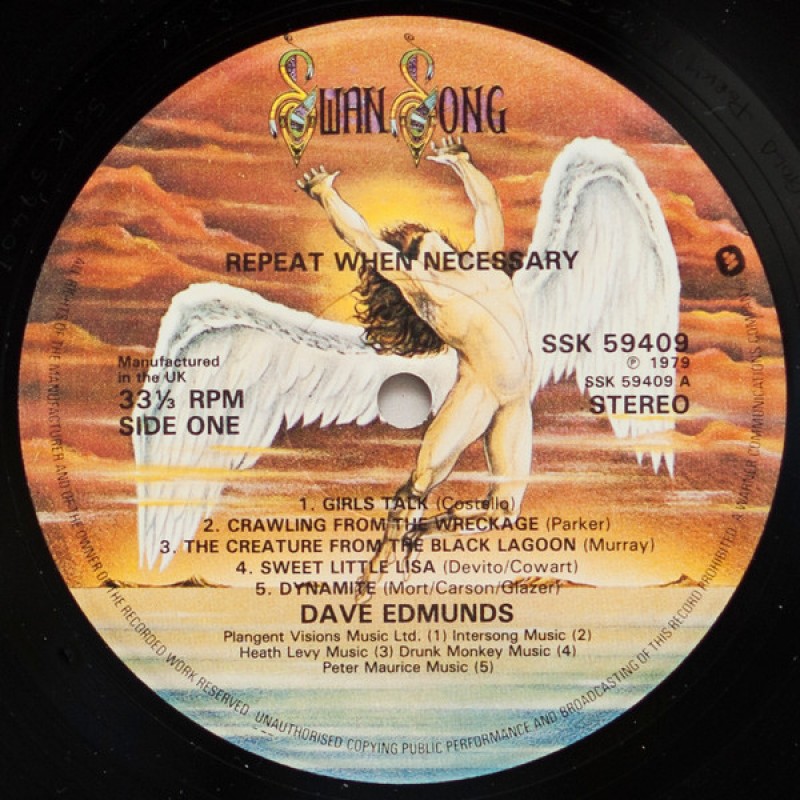 SWAN SONG
REPEAT WHEN NECESSARY
Manufactured
in the UK
33⅓ RPM
SIDE ONE
SSK 59409
℗ 1979
SSK 59409 A
STEREO
1. GIRLS TALK (Costello)
2. CRAWLING FROM THE WRECKAGE (Parker)
3. THE CREATURE FROM THE BLACK LAGOON (Murray)
4. SWEET LITTLE LISA (Devito/Cowart)
5. DYNAMITE (Mort/Carson/Glazer)
DAVE EDMUNDS
Plangent Visions Music Ltd. (1) Intersong Music (2)
Heath Levy Music (3) Drunk Monkey Music (4)
Peter Maurice Music (5)
ALL RIGHTS OF THE MANUFACTURER AND OF THE OWNER OF THE RECORDED WORK RESERVED. UNAUTHORISED COPYING PUBLIC PERFORMANCE AND BROADCASTING OF THIS RECORD PROHIBITED. A WARNER COMMUNICATIONS COMPANY